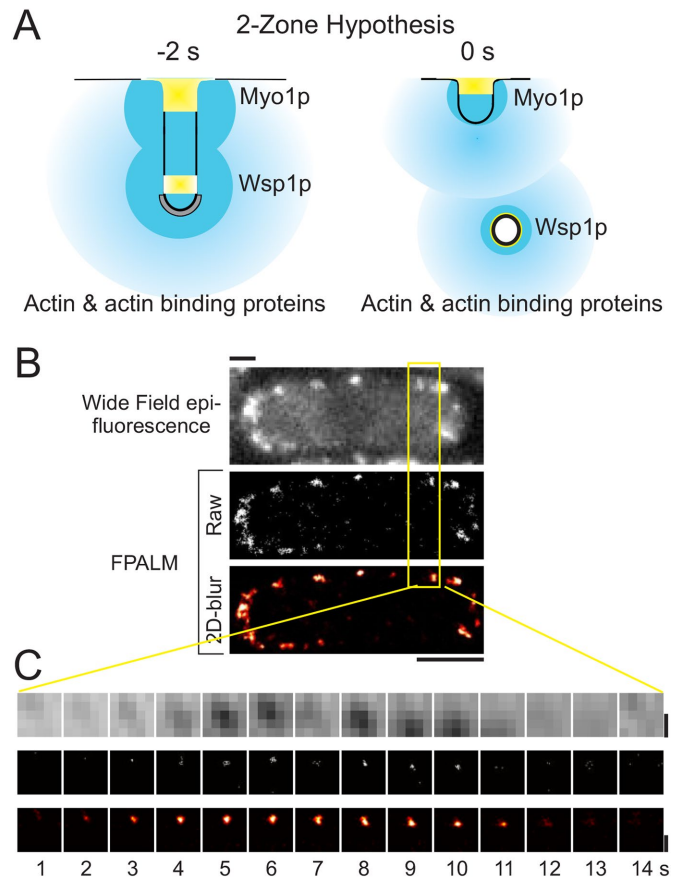 A
2-Zone Hypothesis
-2 s
0 s
Myo1p
Wsp1p
Myo1p
Wsp1p
Actin & actin binding proteins
Actin & actin binding proteins
B
Wide Field epi-
fluorescence
FPALM
Raw
2D-blur
C
1 2 3 4 5 6 7 8 9 10 11 12 13 14 s